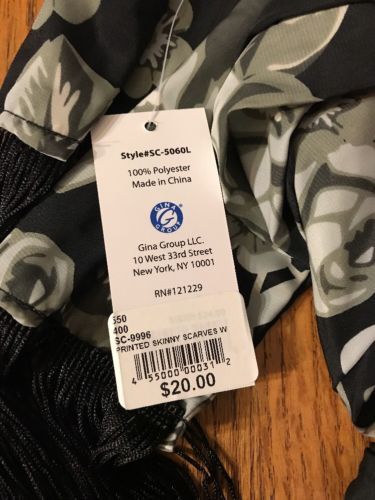 Style#SC-5060L
100% Polyester
Made in China
GINA
GROUP
Gina Group LLC.
10 West 33rd Street
New York, NY 10001
RN#121229
550
400
SC-9996
PRINTED SKINNY SCARVES W
4 55000 00031 2
$20.00